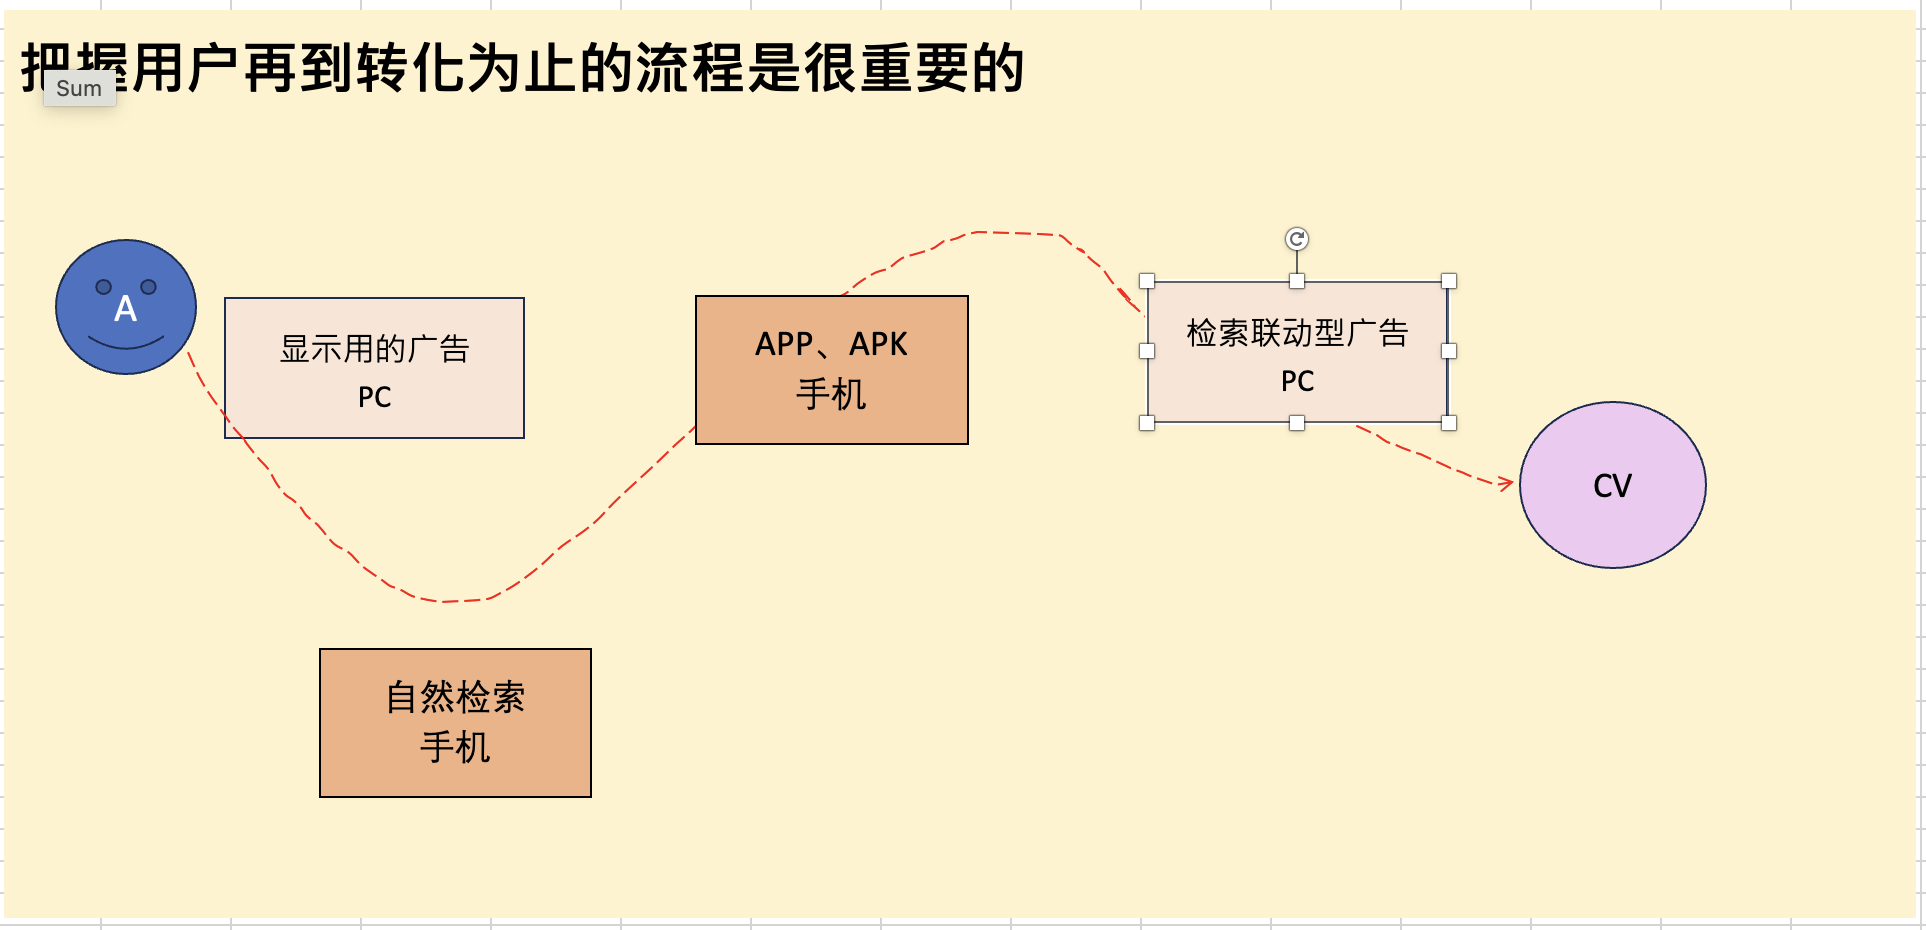 把握用户再到转化为止的流程是很重要的
Sum
A
显示用的广告
PC
APP、APK
手机
检索联动型广告
PC
CV
自然检索
手机